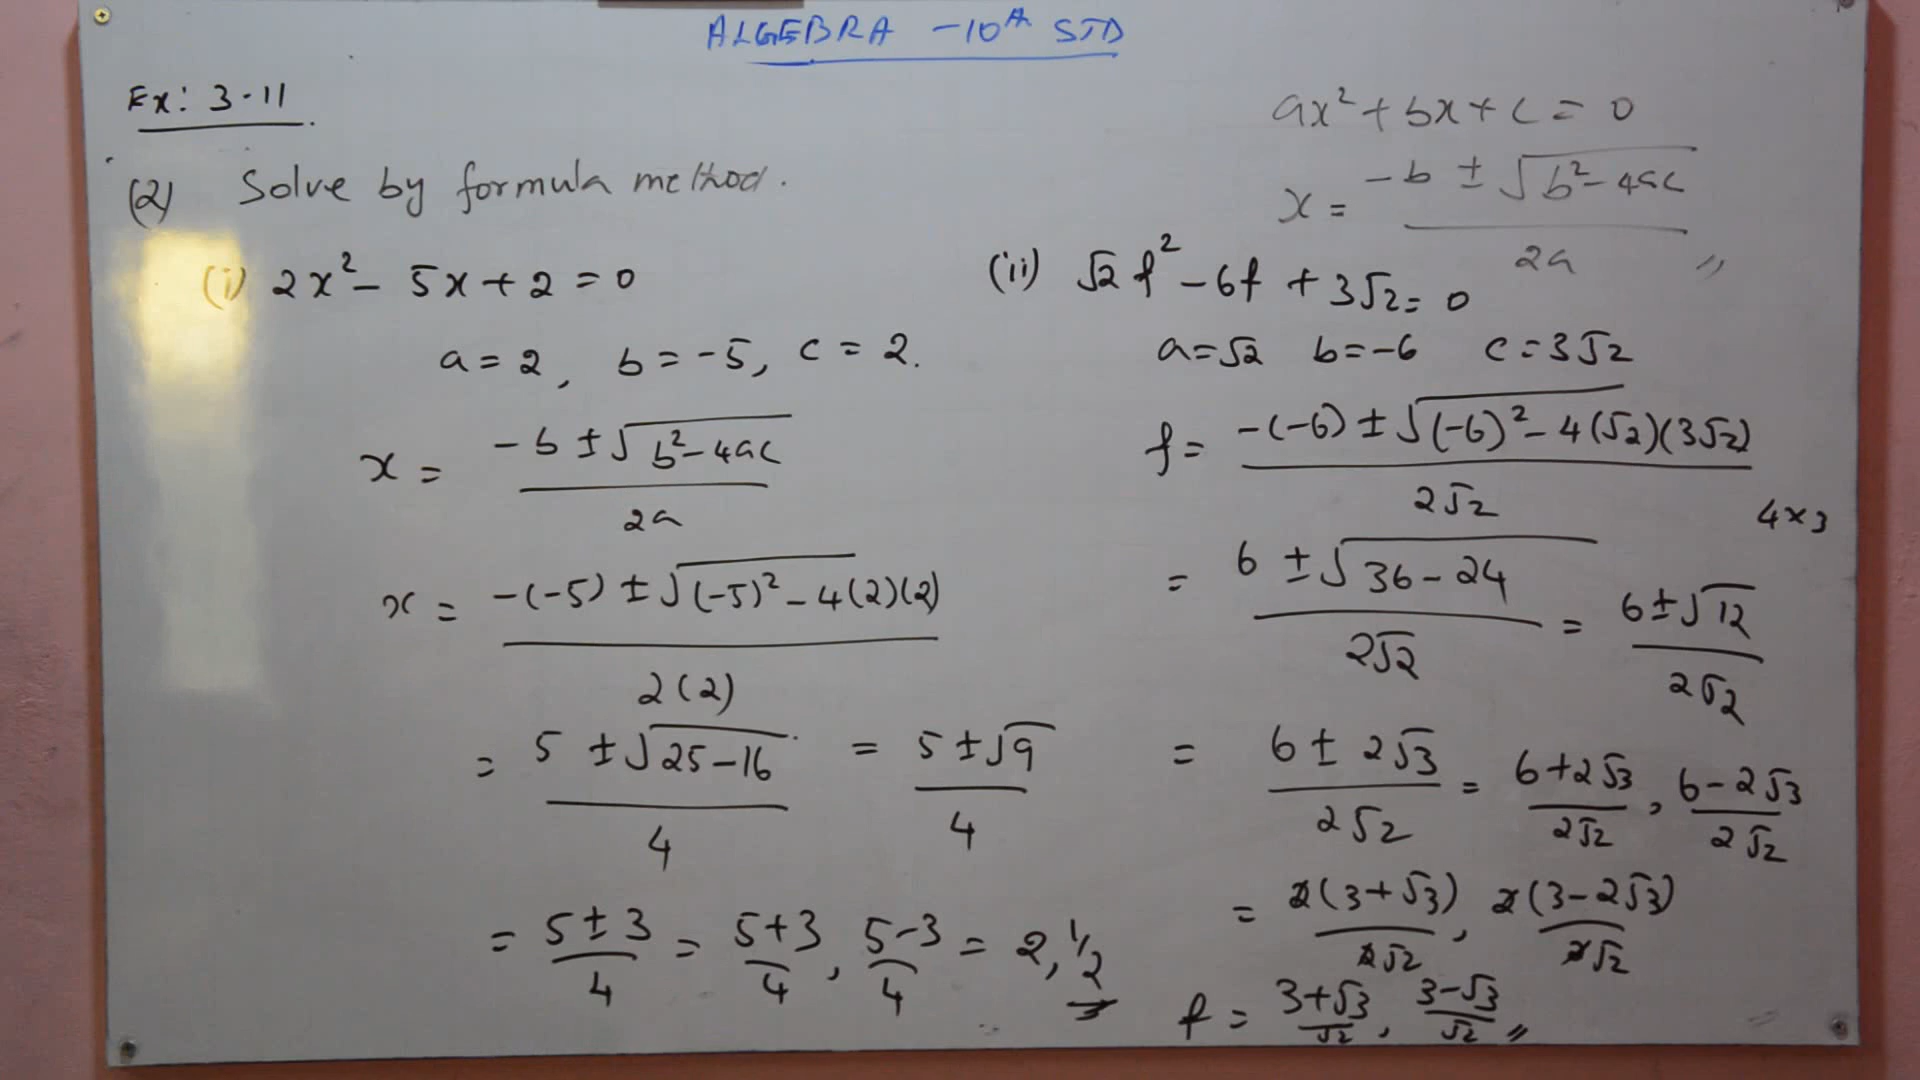 ALGEBRA -10th STD
Ex: 3.11
(2) Solve by formula method.
ax² + bx + c = 0
x = (-b ± √(b² - 4ac)) / 2a //
(i) 2x² - 5x + 2 = 0
a = 2, b = -5, c = 2.
x = (-b ± √(b² - 4ac)) / 2a
x = (-(-5) ± √((-5)² - 4(2)(2))) / 2(2)
= (5 ± √(25-16)) / 4 = (5 ± √9) / 4
= (5 ± 3) / 4 = (5+3)/4, (5-3)/4 = 2, 1/2
(ii) √2 f² - 6f + 3√2 = 0
a = √2 b = -6 c = 3√2
f = (-(-6) ± √((-6)² - 4(√2)(3√2))) / 2√2
4×3
= (6 ± √(36-24)) / 2√2 = (6 ± √12) / 2√2
= (6 ± 2√3) / 2√2 = (6+2√3) / 2√2, (6-2√3) / 2√2
= 2(3+√3) / 2√2, 2(3-2√3) / 2√2
f = (3+√3) / √2, (3-√3) / √2 //